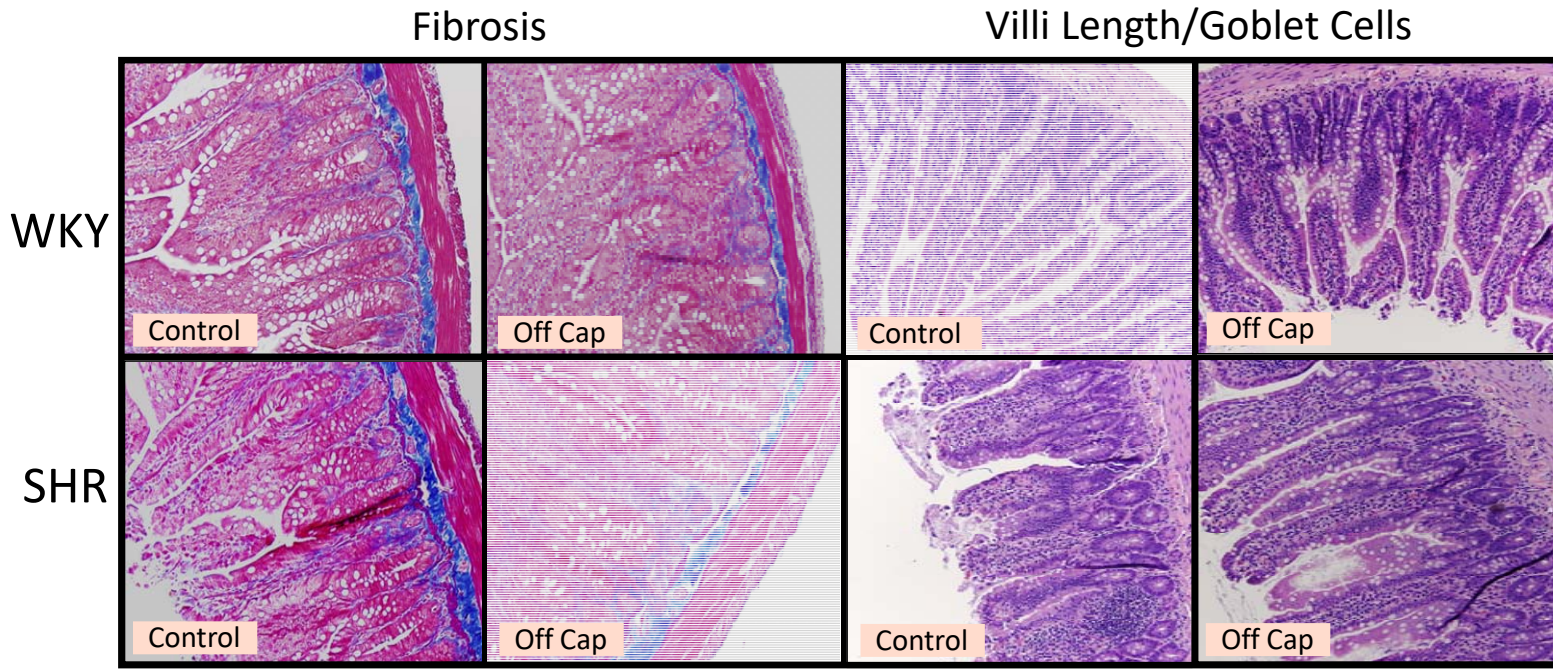 Fibrosis
Villi Length/Goblet Cells
WKY
Control
Off Cap
Control
Off Cap
SHR
Control
Off Cap
Control
Off Cap